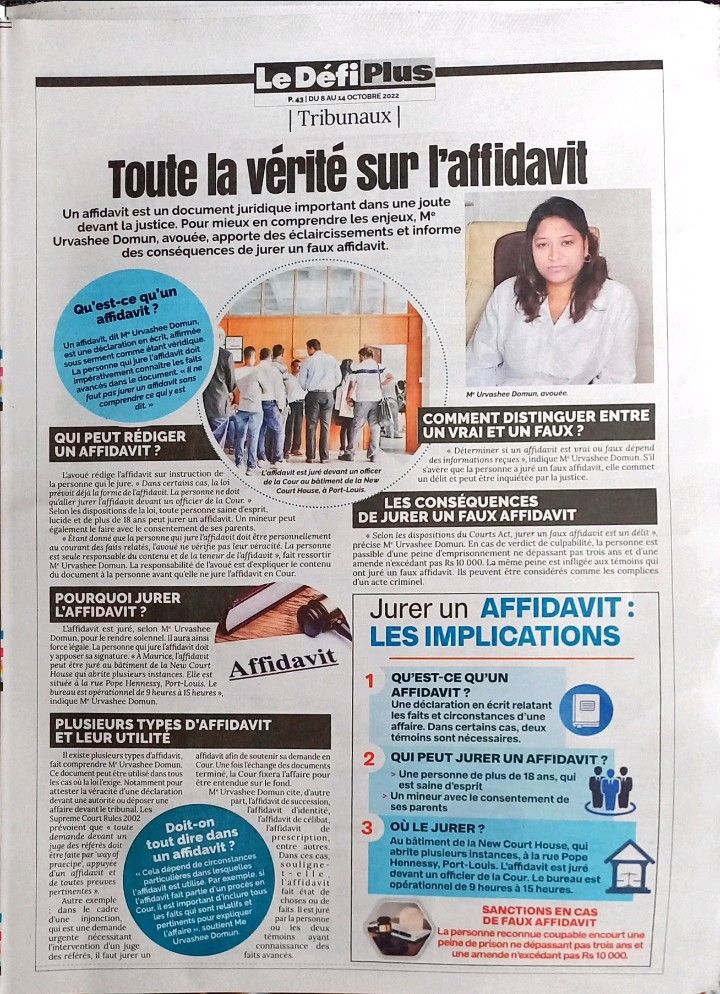 Le Défi Plus
P. 43 | DU 8 AU 14 OCTOBRE 2022
| Tribunaux |
Toute la vérité sur l'affidavit
Un affidavit est un document juridique important dans une joute
devant la justice. Pour mieux en comprendre les enjeux, Me
Urvashee Domun, avouée, apporte des éclaircissements et informe
des conséquences de jurer un faux affidavit.
Qu'est-ce qu'un
affidavit ?
Un affidavit, dit Me Urvashee Domun,
est une déclaration en écrit, affirmée
sous serment comme étant véridique.
La personne qui jure l'affidavit doit
impérativement connaître les faits
avancés dans le document. « Il ne
faut pas jurer un affidavit sans
comprendre ce qui y est
dit. »
L'affidavit est juré devant un officer
de la Cour au bâtiment de la New
Court House, à Port-Louis.
Me Urvashee Domun, avouée.
QUI PEUT RÉDIGER
UN AFFIDAVIT ?
L'avoué rédige l'affidavit sur instruction de
la personne qui le jure. « Dans certains cas, la loi
prévoit déjà la forme de l'affidavit. La personne ne doit
qu'aller jurer l'affidavit devant un officier de la Cour. »
Selon les dispositions de la loi, toute personne saine d'esprit,
lucide et de plus de 18 ans peut jurer un affidavit. Un mineur peut
également le faire avec le consentement de ses parents.
« Étant donné que la personne qui jure l'affidavit doit être personnellement
au courant des faits relatés, l'avoué ne vérifie pas leur véracité. La personne
est seule responsable du contenu et de la teneur de l'affidavit », fait ressortir
Me Urvashee Domun. La responsabilité de l'avoué est d'expliquer le contenu
du document à la personne avant qu'elle ne jure l'affidavit en Cour.
POURQUOI JURER
L'AFFIDAVIT ?
L'affidavit est juré, selon Me Urvashee
Domun, pour le rendre solennel. Il aura ainsi
force légale. La personne qui jure l'affidavit doit
y apposer sa signature. « À Maurice, l'affidavit
peut être juré au bâtiment de la New Court
House qui abrite plusieurs instances. Elle est
située à la rue Pope Hennessy, Port-Louis. Le
bureau est opérationnel de 9 heures à 15 heures »,
indique Me Urvashee Domun.
Affidavit
PLUSIEURS TYPES D'AFFIDAVIT
ET LEUR UTILITÉ
Il existe plusieurs types d'affidavit,
fait comprendre Me Urvashee Domun.
Ce document peut être utilisé dans tous
les cas où la loi l'exige. Notamment pour
attester la véracité d'une déclaration
devant une autorité ou déposer une
affaire devant le tribunal. Les
Supreme Court Rules 2002
prévoient que « toute
demande devant un
juge des référés doit
être faite par way of
praecipe, appuyée
d'un affidavit et
de toutes preuves
pertinentes ».
Autre exemple
: dans le cadre
d'une injonction,
qui est une demande
urgente nécessitant
l'intervention d'un juge
des référés, il faut jurer un
affidavit afin de soutenir sa demande en
Cour. Une fois l'échange des documents
terminé, la Cour fixera l'affaire pour
être entendue sur le fond.
Me Urvashee Domun cite, d'autre
part, l'affidavit de succession,
l'affidavit d'identité,
l'affidavit de célibat,
l'affidavit de
prescription,
entre autres.
Dans ces cas,
souligne-
t-elle,
l'affidavit
fait état de
choses ou de
faits. Il est juré
par la personne
ou les deux
témoins ayant
connaissance des
faits avancés.
Doit-on
tout dire dans
un affidavit ?
« Cela dépend de circonstances
particulières dans lesquelles
l'affidavit est utilisé. Par exemple, si
l'affidavit fait partie d'un procès en
Cour, il est important d'inclure tous
les faits qui sont relatifs et
pertinents pour expliquer
l'affaire », soutient Me
Urvashee Domun.
COMMENT DISTINGUER ENTRE
UN VRAI ET UN FAUX ?
« Déterminer si un affidavit est vrai ou faux dépend
des informations reçues », indique Me Urvashee Domun. S'il
s'avère que la personne a juré un faux affidavit, elle commet
un délit et peut être inquiétée par la justice.
LES CONSÉQUENCES
DE JURER UN FAUX AFFIDAVIT
« Selon les dispositions du Courts Act, jurer un faux affidavit est un délit »,
précise Me Urvashee Domun. En cas de verdict de culpabilité, la personne est
passible d'une peine d'emprisonnement ne dépassant pas trois ans et d'une
amende n'excédant pas Rs 10 000. La même peine est infligée aux témoins qui
ont juré un faux affidavit. Ils peuvent être considérés comme les complices
d'un acte criminel.
Jurer un AFFIDAVIT :
LES IMPLICATIONS
1 QU'EST-CE QU'UN
AFFIDAVIT ?
Une déclaration en écrit relatant
les faits et circonstances d'une
affaire. Dans certains cas, deux
témoins sont nécessaires.
2 QUI PEUT JURER UN AFFIDAVIT ?
> Une personne de plus de 18 ans, qui
est saine d'esprit
> Un mineur avec le consentement de
ses parents
3 OÙ LE JURER ?
Au bâtiment de la New Court House, qui
abrite plusieurs instances, à la rue Pope
Hennessy, Port-Louis. L'affidavit est juré
devant un officier de la Cour. Le bureau est
opérationnel de 9 heures à 15 heures.
SANCTIONS EN CAS
DE FAUX AFFIDAVIT
La personne reconnue coupable encourt une
peine de prison ne dépassant pas trois ans et
une amende n'excédant pas Rs 10 000.